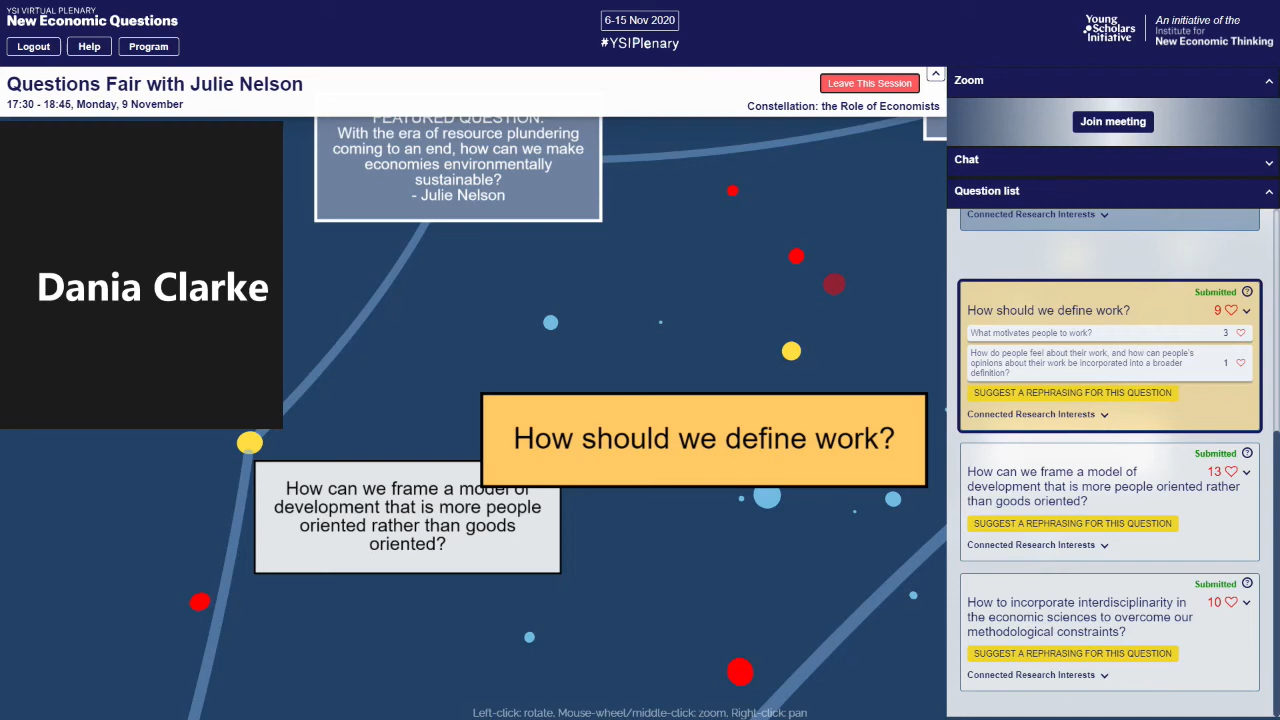 YSI VIRTUAL PLENARY
New Economic Questions
Logout
Help
Program
6-15 Nov 2020
#YSIPlenary
Young
Scholars
Initiative
An initiative of the
Institute for
New Economic Thinking
Questions Fair with Julie Nelson
17:30 - 18:45, Monday, 9 November
Leave This Session
Constellation: the Role of Economists
Dania Clarke
FEATURED QUESTION:
With the era of resource plundering
coming to an end, how can we make
economies environmentally
sustainable?
- Julie Nelson
How should we define work?
How can we frame a model of
development that is more people
oriented rather than goods
oriented?
Left-click: rotate, Mouse-wheel/middle-click: zoom, Right-click: pan
Zoom
Join meeting
Chat
Question list
Connected Research Interests
Submitted
How should we define work?
9
What motivates people to work?
3
How do people feel about their work, and how can people's
opinions about their work be incorporated into a broader
definition?
1
SUGGEST A REPHRASING FOR THIS QUESTION
Connected Research Interests
Submitted
How can we frame a model of
13
development that is more people oriented rather
than goods oriented?
SUGGEST A REPHRASING FOR THIS QUESTION
Connected Research Interests
Submitted
How to incorporate interdisciplinarity in
10
the economic sciences to overcome our
methodological constraints?
SUGGEST A REPHRASING FOR THIS QUESTION
Connected Research Interests